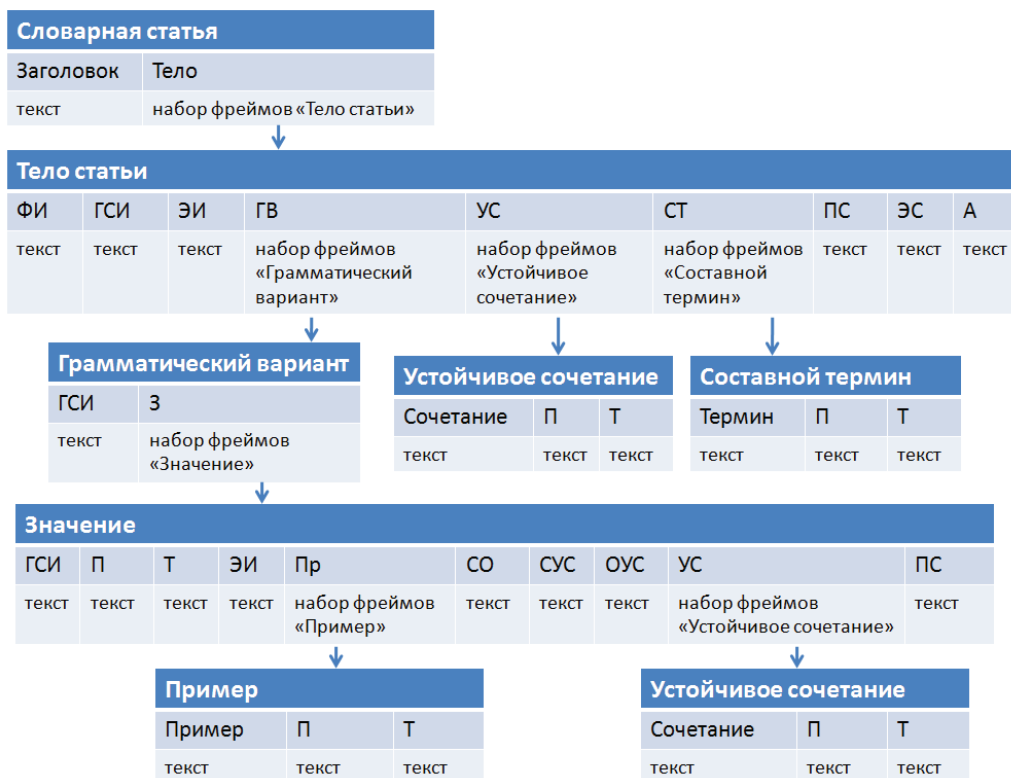 Словарная статья
Заголовок Тело
текст набор фреймов «Тело статьи»
Тело статьи
ФИ ГСИ ЭИ ГВ УС СТ ПС ЭС А
текст текст текст набор фреймов набор фреймов набор фреймов текст текст текст
«Грамматический «Устойчивое «Составной
вариант» сочетание» термин»
Грамматический вариант
ГСИ З
текст набор фреймов
«Значение»
Устойчивое сочетание
Сочетание П Т
текст текст текст
Составной термин
Термин П Т
текст текст текст
Значение
ГСИ П Т ЭИ Пр СО СУС ОУС УС ПС
текст текст текст текст набор фреймов текст текст текст набор фреймов текст
«Пример» «Устойчивое сочетание»
Пример
Пример П Т
текст текст текст
Устойчивое сочетание
Сочетание П Т
текст текст текст